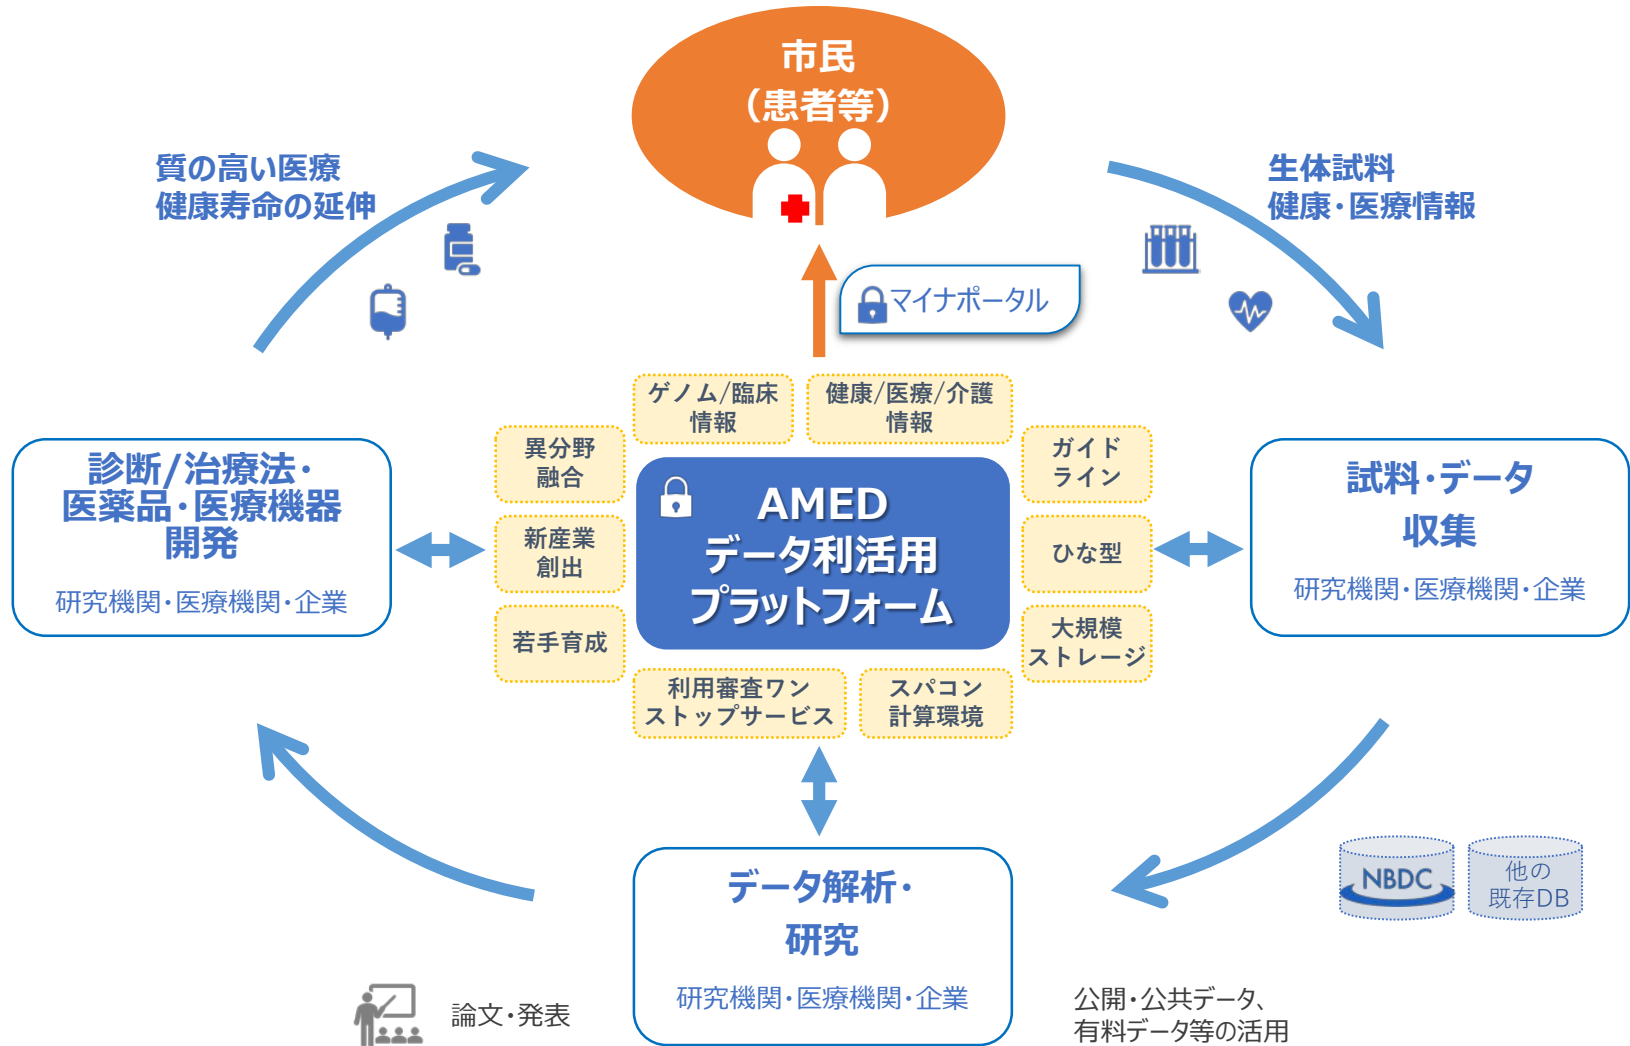 市民
（患者等）
質の高い医療
健康寿命の延伸
生体試料
健康・医療情報
マイナポータル
ゲノム/臨床
情報
健康/医療/介護
情報
異分野
融合
新産業
創出
若手育成
ガイド
ライン
ひな型
大規模
ストレージ
AMED
データ利活用
プラットフォーム
利用審査ワン
ストップサービス
スパコン
計算環境
診断/治療法・
医薬品・医療機器
開発
研究機関・医療機関・企業
試料・データ
収集
研究機関・医療機関・企業
データ解析・
研究
研究機関・医療機関・企業
NBDC
他の
既存DB
論文・発表
公開・公共データ、
有料データ等の活用